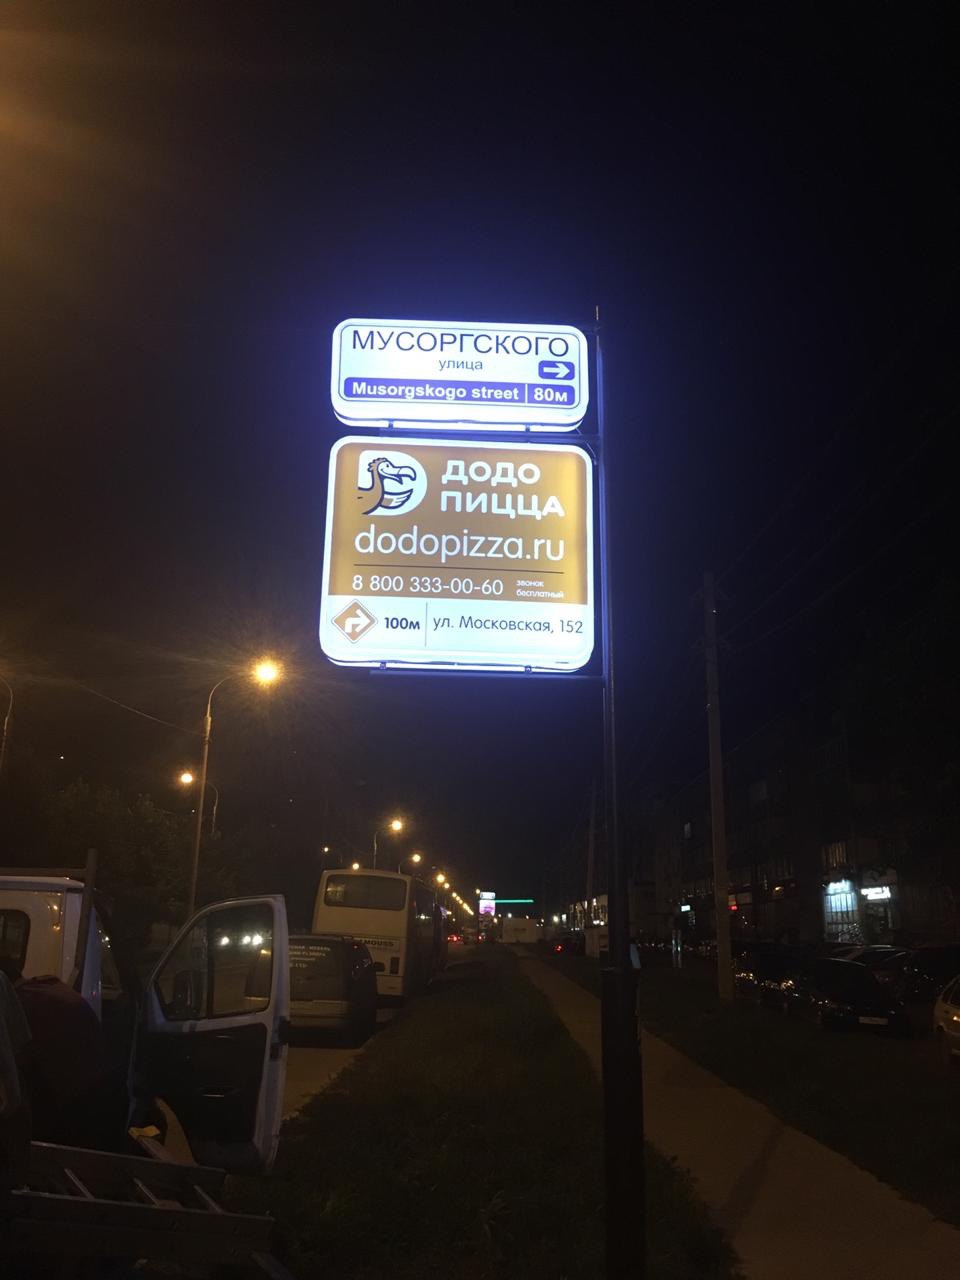 МУСОРГСКОГО
улица
Musorgskogo street 80м
ДОДО
ПИЦЦА
dodopizza.ru
8 800 333-00-60 звонок
бесплатный
100м ул. Московская, 152